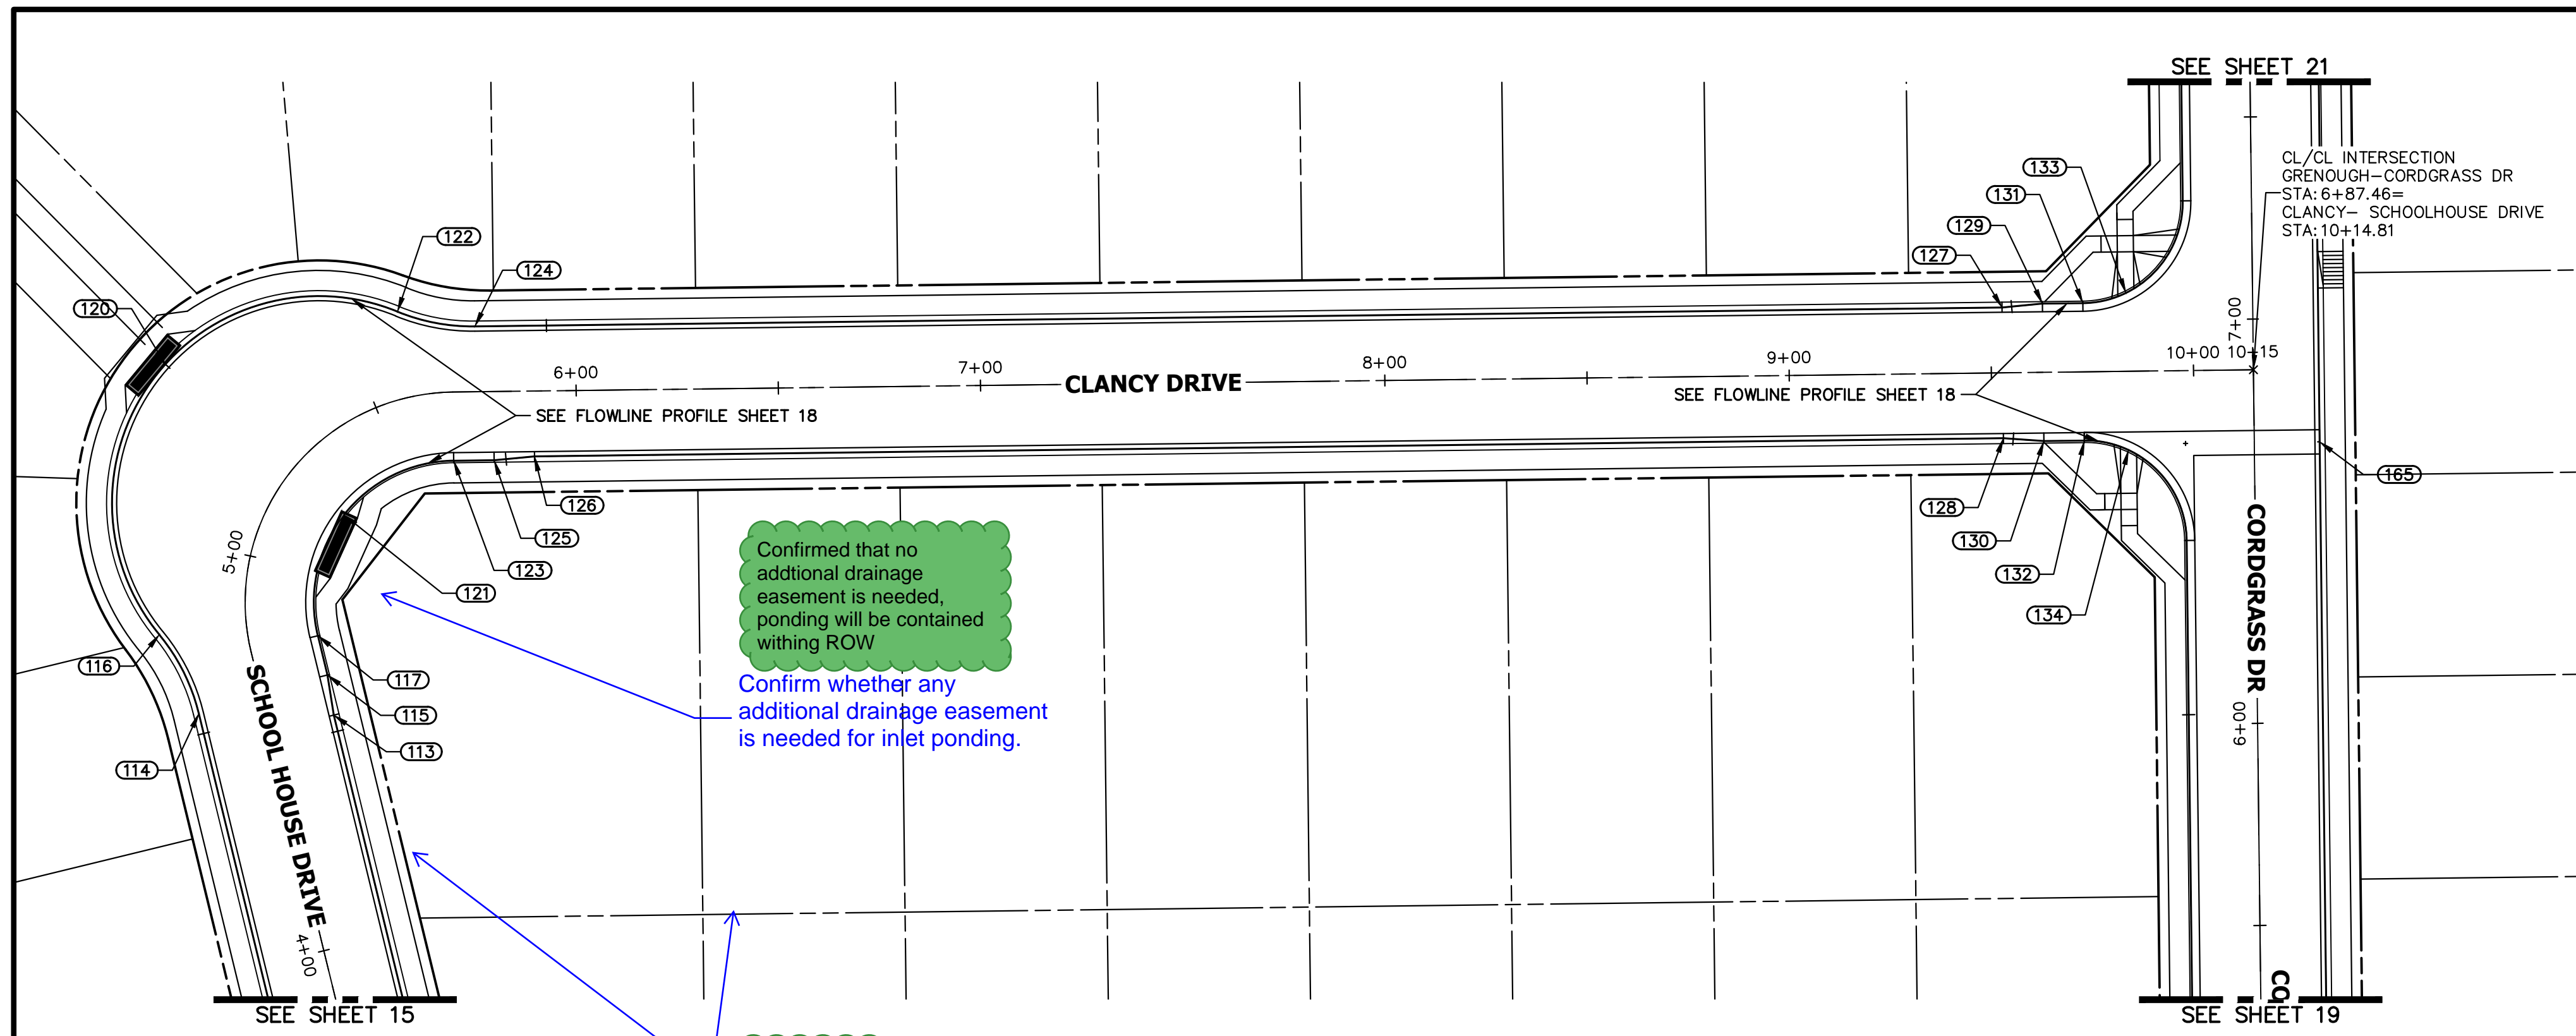 SEE SHEET 21
CL/CL INTERSECTION
GRENOUGH-CORDGRASS DR
STA: 6+87.46=
CLANCY- SCHOOLHOUSE DRIVE
STA: 10+14.81
133
131
129
127
122
124
120
7+00
6+00
7+00
CLANCY DRIVE
8+00
9+00
10+00
10+15
SEE FLOWLINE PROFILE SHEET 18
SEE FLOWLINE PROFILE SHEET 18
165
126
125
123
121
128
130
132
134
5+00
CORDGRASS DR
6+00
Confirmed that no
addtional drainage
easement is needed,
ponding will be contained
withing ROW
Confirm whether any
additional drainage easement
is needed for inlet ponding.
116
117
115
113
114
SCHOOL HOUSE DRIVE
4+00
CO
SEE SHEET 15
SEE SHEET 19